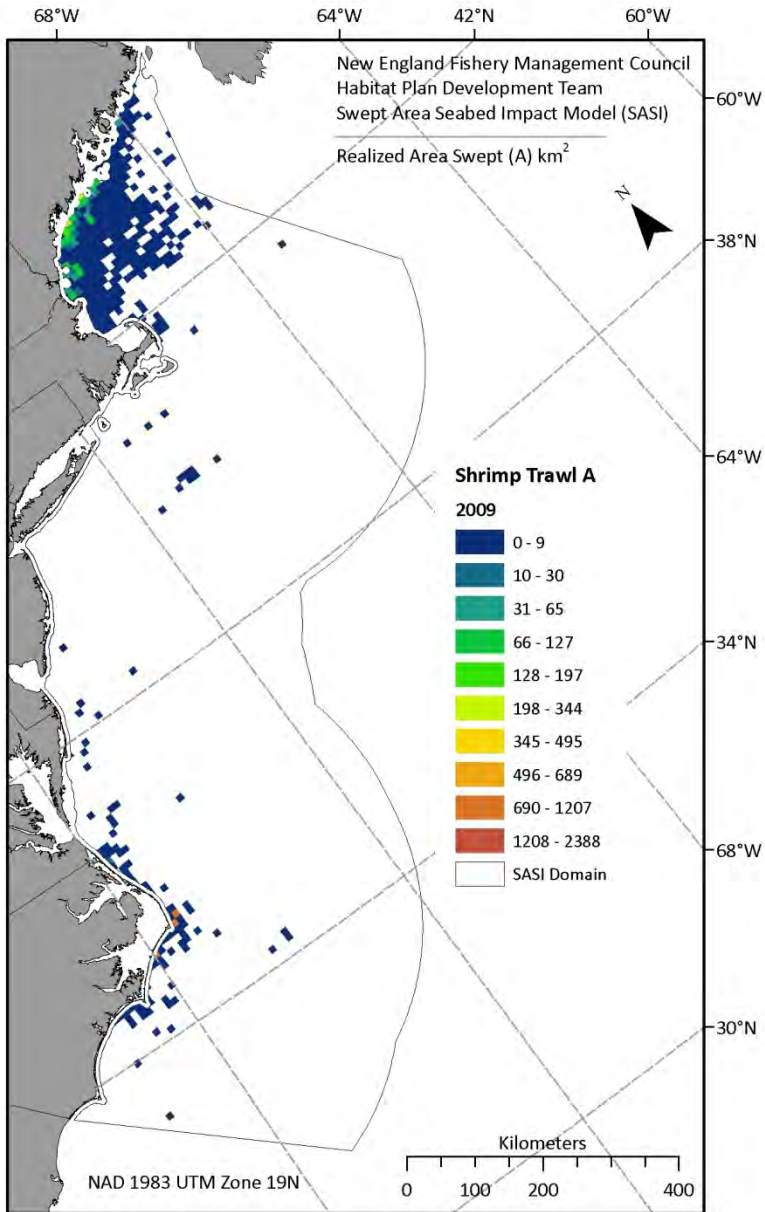 68°W 64°W 42°N 60°W
New England Fishery Management Council
Habitat Plan Development Team
Swept Area Seabed Impact Model (SASI)
Realized Area Swept (A) km²
60°W
N
38°N
64°W
Shrimp Trawl A
2009
0 - 9
10 - 30
31 - 65
66 - 127
128 - 197
198 - 344
345 - 495
496 - 689
690 - 1207
1208 - 2388
SASI Domain
34°N
68°W
30°N
Kilometers
0 100 200 400
NAD 1983 UTM Zone 19N